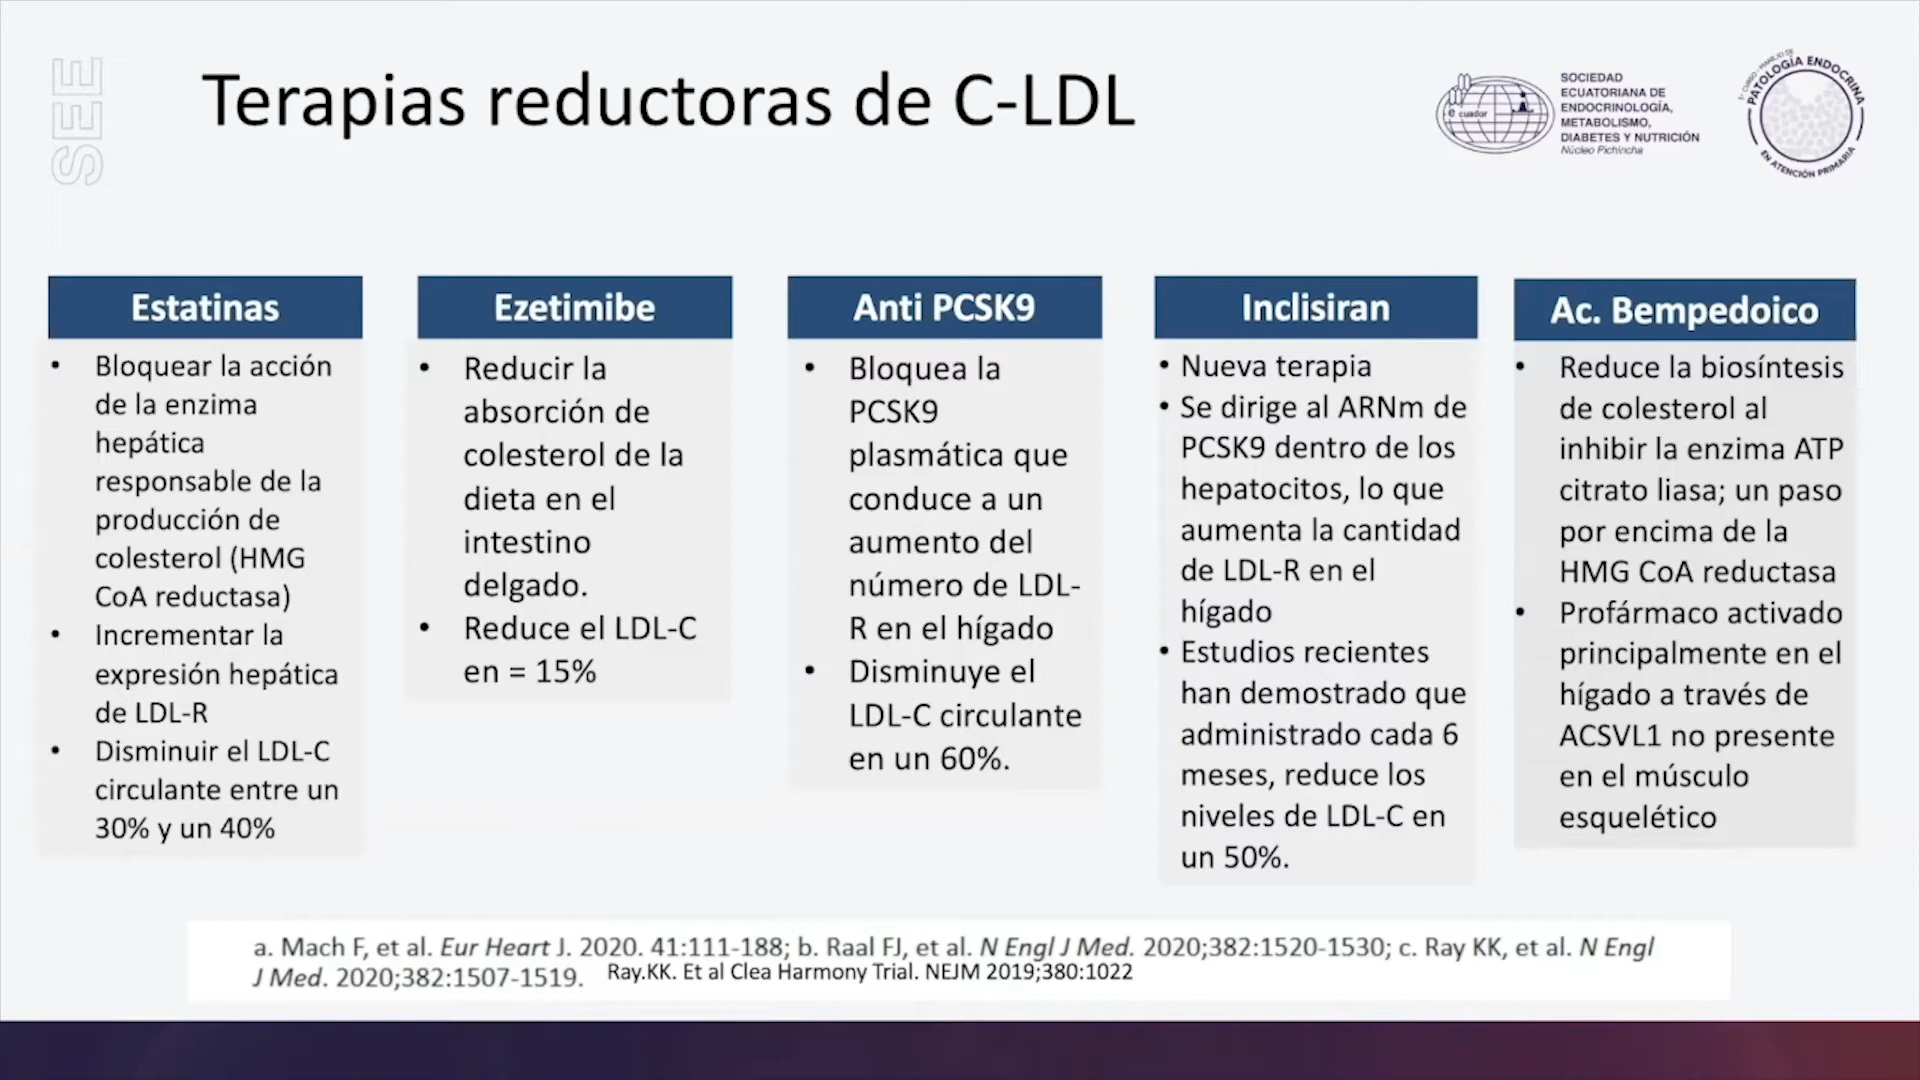 SEE
Terapias reductoras de C-LDL
ecuador
SOCIEDAD
ECUATORIANA DE
ENDOCRINOLOGÍA,
METABOLISMO,
DIABETES Y NUTRICIÓN
Núcleo Pichincha
1er CURSO - MANEJO DE
PATOLOGÍA ENDOCRINA
EN ATENCIÓN PRIMARIA
Estatinas
• Bloquear la acción
de la enzima
hepática
responsable de la
producción de
colesterol (HMG
CoA reductasa)
• Incrementar la
expresión hepática
de LDL-R
• Disminuir el LDL-C
circulante entre un
30% y un 40%
Ezetimibe
• Reducir la
absorción de
colesterol de la
dieta en el
intestino
delgado.
• Reduce el LDL-C
en = 15%
Anti PCSK9
• Bloquea la
PCSK9
plasmática que
conduce a un
aumento del
número de LDL-
R en el hígado
• Disminuye el
LDL-C circulante
en un 60%.
Inclisiran
• Nueva terapia
• Se dirige al ARNm de
PCSK9 dentro de los
hepatocitos, lo que
aumenta la cantidad
de LDL-R en el
hígado
• Estudios recientes
han demostrado que
administrado cada 6
meses, reduce los
niveles de LDL-C en
un 50%.
Ac. Bempedoico
• Reduce la biosíntesis
de colesterol al
inhibir la enzima ATP
citrato liasa; un paso
por encima de la
HMG CoA reductasa
• Profármaco activado
principalmente en el
hígado a través de
ACSVL1 no presente
en el músculo
esquelético
a. Mach F, et al. Eur Heart J. 2020. 41:111-188; b. Raal FJ, et al. N Engl J Med. 2020;382:1520-1530; c. Ray KK, et al. N Engl
J Med. 2020;382:1507-1519. Ray.KK. Et al Clea Harmony Trial. NEJM 2019;380:1022